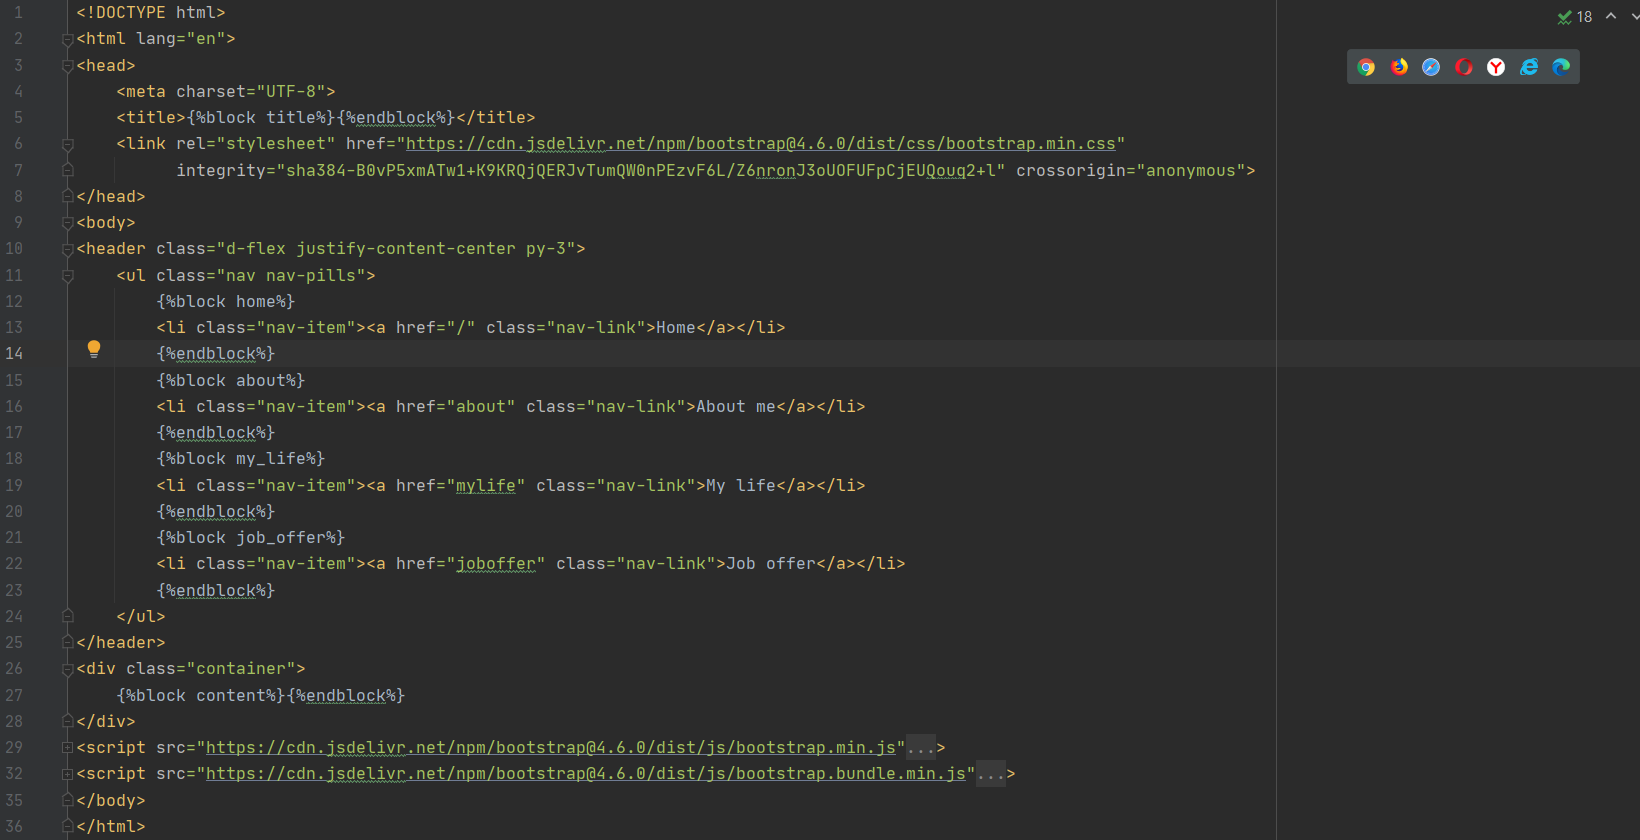 18
1 <!DOCTYPE html>
2 <html lang="en">
3 <head>
4     <meta charset="UTF-8">
5     <title>{%block title%}{%endblock%}</title>
6     <link rel="stylesheet" href="https://cdn.jsdelivr.net/npm/bootstrap@4.6.0/dist/css/bootstrap.min.css"
7           integrity="sha384-B0vP5xmATw1+K9KRQjQERJvTumQW0nPEzvF6L/Z6nronJ3oUOFUFpCjEUQouq2+l" crossorigin="anonymous">
8 </head>
9 <body>
10 <header class="d-flex justify-content-center py-3">
11     <ul class="nav nav-pills">
12         {%block home%}
13         <li class="nav-item"><a href="/" class="nav-link">Home</a></li>
14         {%endblock%}
15         {%block about%}
16         <li class="nav-item"><a href="about" class="nav-link">About me</a></li>
17         {%endblock%}
18         {%block my_life%}
19         <li class="nav-item"><a href="mylife" class="nav-link">My life</a></li>
20         {%endblock%}
21         {%block job_offer%}
22         <li class="nav-item"><a href="joboffer" class="nav-link">Job offer</a></li>
23         {%endblock%}
24     </ul>
25 </header>
26 <div class="container">
27     {%block content%}{%endblock%}
28 </div>
29 <script src="https://cdn.jsdelivr.net/npm/bootstrap@4.6.0/dist/js/bootstrap.min.js"...>
32 <script src="https://cdn.jsdelivr.net/npm/bootstrap@4.6.0/dist/js/bootstrap.bundle.min.js"...>
35 </body>
36 </html>